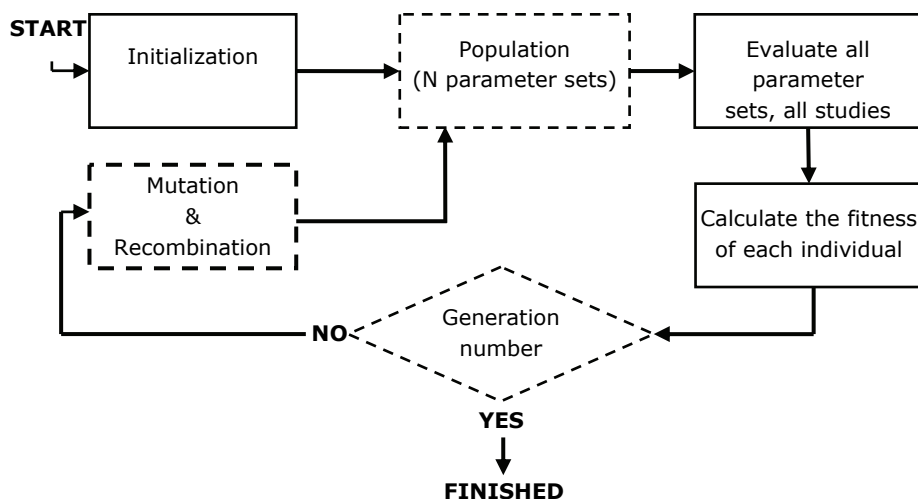 START
Initialization
Population
(N parameter sets)
Evaluate all
parameter
sets, all studies
Mutation
&
Recombination
Calculate the fitness
of each individual
Generation
number
NO
YES
FINISHED